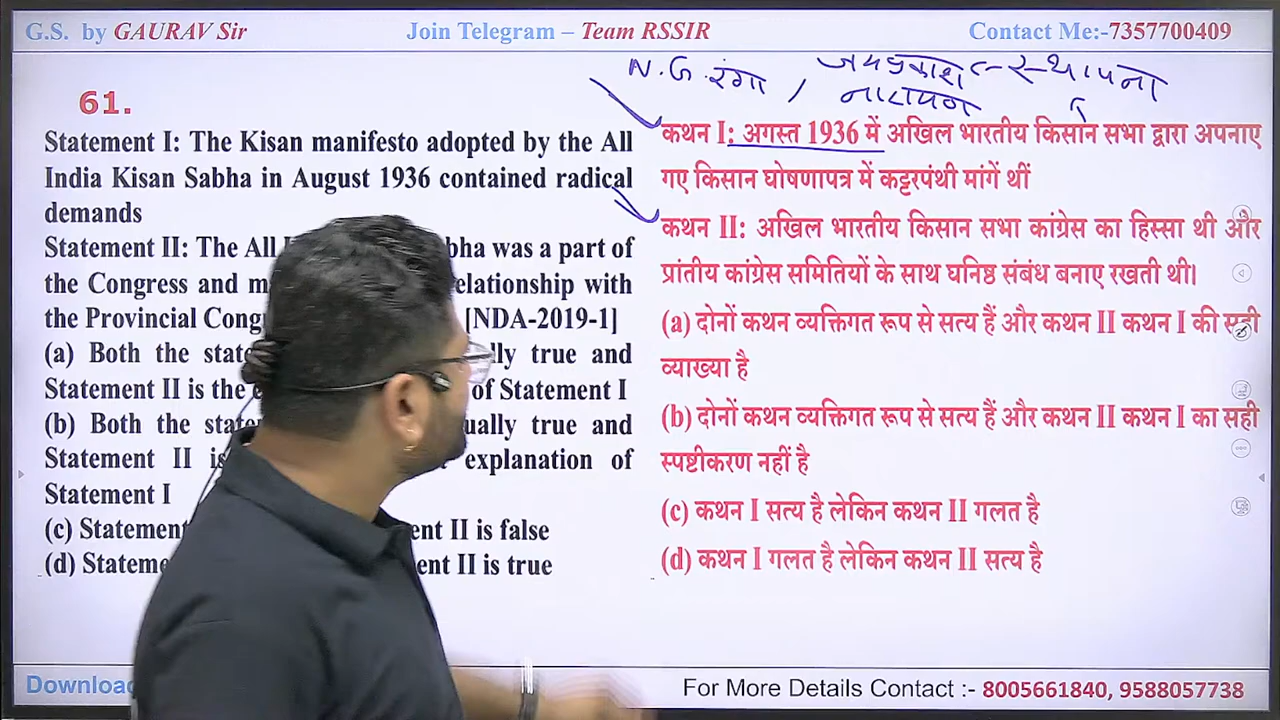 G.S. by GAURAV Sir
Join Telegram – Team RSSIR
Contact Me:-7357700409
N.G रंगा / जयप्रकाश नारायण स्थापना
61.
Statement I: The Kisan manifesto adopted by the All
India Kisan Sabha in August 1936 contained radical
demands
Statement II: The All bha was a part of
the Congress and m elationship with
the Provincial Cong [NDA-2019-1]
(a) Both the state lly true and
Statement II is the of Statement I
(b) Both the state ually true and
Statement II is explanation of
Statement I
(c) Statement ent II is false
(d) Stateme ent II is true
कथन I: अगस्त 1936 में अखिल भारतीय किसान सभा द्वारा अपनाए
गए किसान घोषणापत्र में कट्टरपंथी मांगें थीं
कथन II: अखिल भारतीय किसान सभा कांग्रेस का हिस्सा थी और
प्रांतीय कांग्रेस समितियों के साथ घनिष्ठ संबंध बनाए रखती थी।
(a) दोनों कथन व्यक्तिगत रूप से सत्य हैं और कथन II कथन I की सही
व्याख्या है
(b) दोनों कथन व्यक्तिगत रूप से सत्य हैं और कथन II कथन I का सही
स्पष्टीकरण नहीं है
(c) कथन I सत्य है लेकिन कथन II गलत है
(d) कथन I गलत है लेकिन कथन II सत्य है
Download
For More Details Contact :- 8005661840, 9588057738